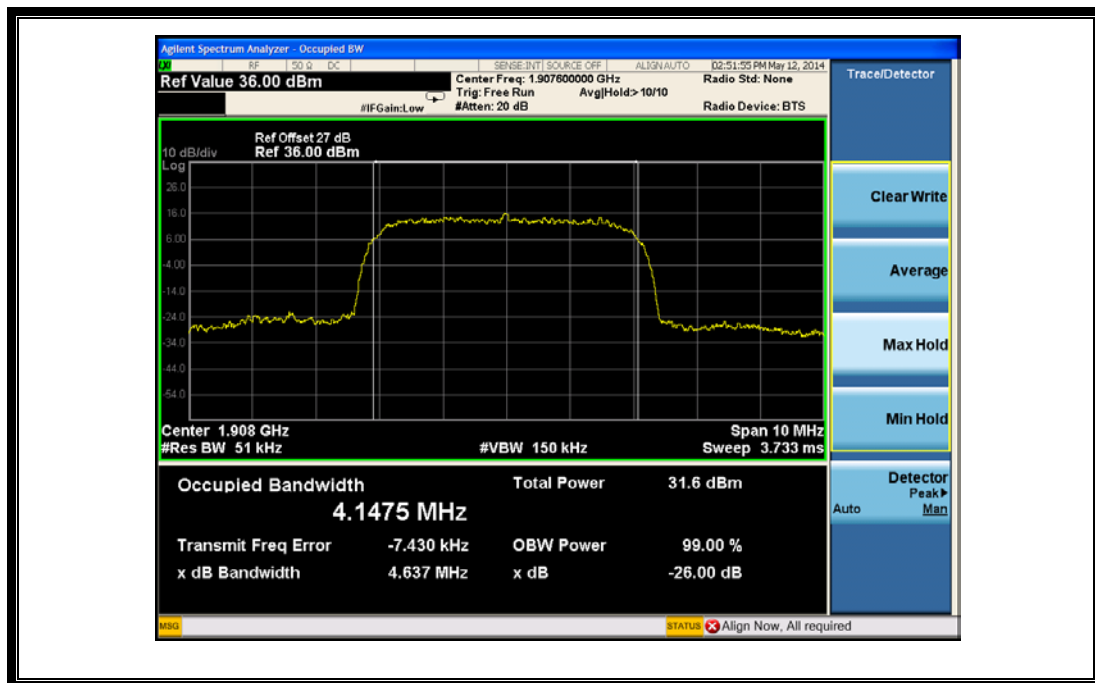 Agilent Spectrum Analyzer - Occupied BW
RF 50 Ω DC SENSE:INT SOURCE OFF ALIGN AUTO 02:51:55 PM May 12, 2014
Ref Value 36.00 dBm
Center Freq: 1.907600000 GHz
Radio Std: None
Trig: Free Run Avg|Hold:> 10/10
#IFGain:Low
#Atten: 20 dB
Radio Device: BTS
Ref Offset 27 dB
10 dB/div Ref 36.00 dBm
Log
26.0
16.0
6.00
-4.00
-14.0
-24.0
-34.0
-44.0
-54.0
Center 1.908 GHz
Span 10 MHz
#Res BW 51 kHz
#VBW 150 kHz
Sweep 3.733 ms
Occupied Bandwidth
Total Power 31.6 dBm
4.1475 MHz
Transmit Freq Error -7.430 kHz
OBW Power 99.00 %
x dB Bandwidth 4.637 MHz
x dB -26.00 dB
Trace/Detector
Clear Write
Average
Max Hold
Min Hold
Detector
Peak▶
Auto Man
MSG
STATUS Align Now, All required